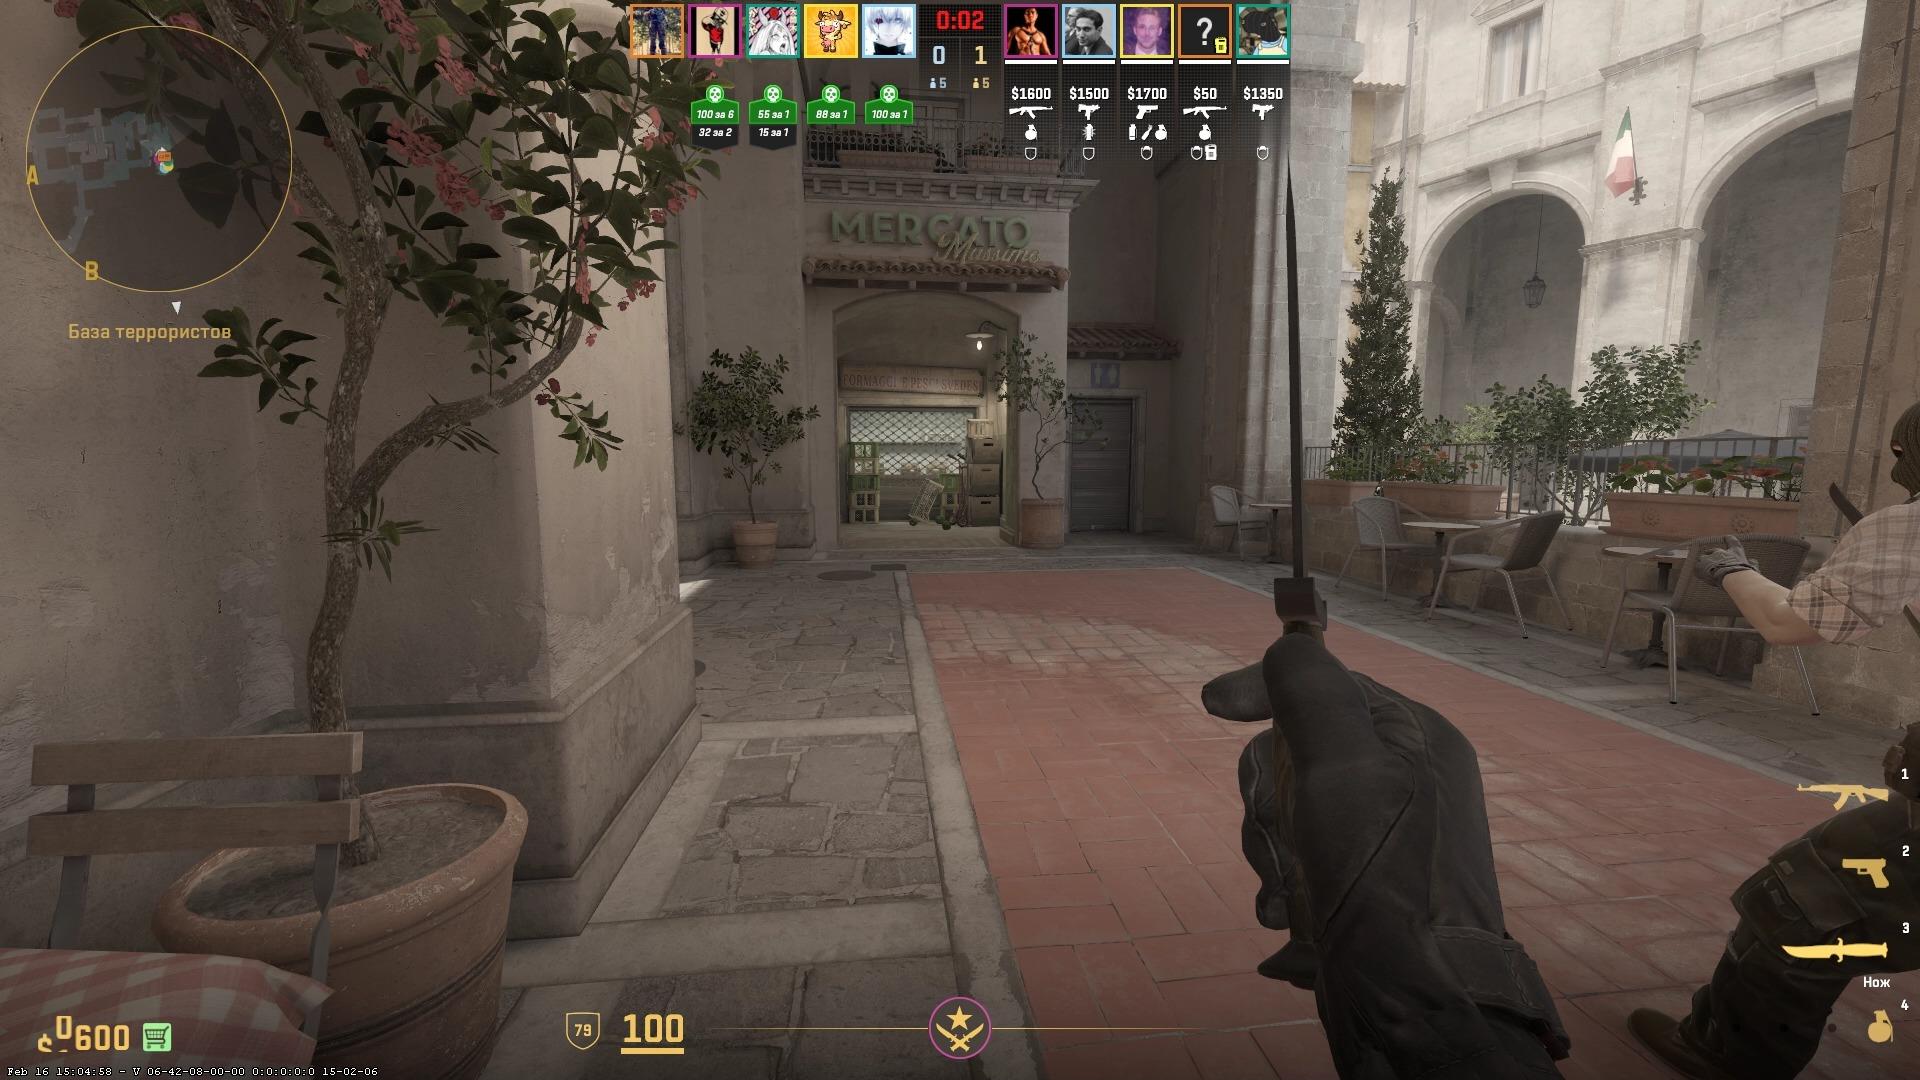 0:02
0 1
5 5
100 за 6 55 за 1 88 за 1 100 за 1
32 за 2 15 за 1
$1600 $1500 $1700 $50 $1350
?
A
B
База террористов
MERCATO
Massimo
FORMAGGI E PESCI SVEDESI
1
2
3
Нож
4
79 100
Feb 16 15:04:58 - V 06-42-08-00-00 0:0:0:0:0 15-02-06